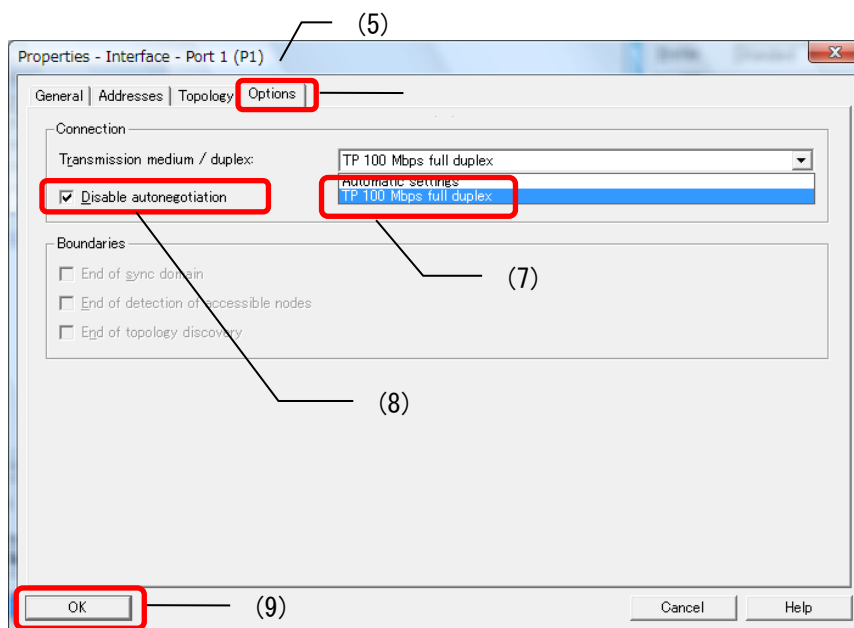 (5)
Properties - Interface - Port 1 (P1)
General Addresses Topology Options
Connection
Transmission medium / duplex: TP 100 Mbps full duplex
Automatic settings
Disable autonegotiation TP 100 Mbps full duplex
Boundaries
(7)
End of sync domain
End of detection of accessible nodes
End of topology discovery
(8)
OK (9) Cancel Help